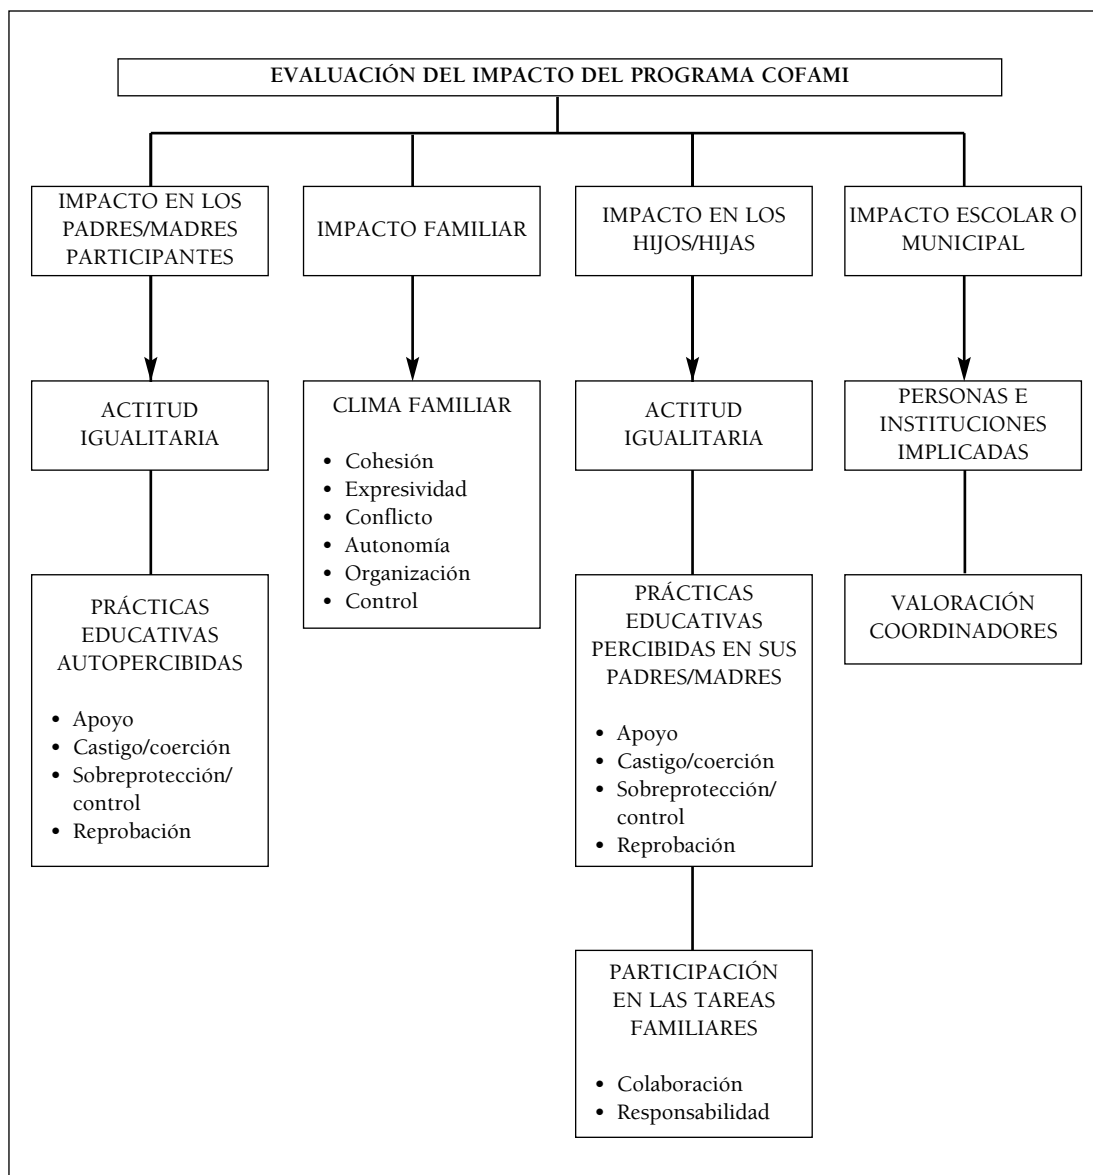 EVALUACIÓN DEL IMPACTO DEL PROGRAMA COFAMI
IMPACTO EN LOS
PADRES/MADRES
PARTICIPANTES
IMPACTO FAMILIAR
IMPACTO EN LOS
HIJOS/HIJAS
IMPACTO ESCOLAR O
MUNICIPAL
ACTITUD
IGUALITARIA
CLIMA FAMILIAR
• Cohesión
• Expresividad
• Conflicto
• Autonomía
• Organización
• Control
ACTITUD
IGUALITARIA
PERSONAS E
INSTITUCIONES
IMPLICADAS
PRÁCTICAS
EDUCATIVAS
AUTOPERCIBIDAS
• Apoyo
• Castigo/coerción
• Sobreprotección/
control
• Reprobación
PRÁCTICAS
EDUCATIVAS
PERCIBIDAS EN SUS
PADRES/MADRES
• Apoyo
• Castigo/coerción
• Sobreprotección/
control
• Reprobación
VALORACIÓN
COORDINADORES
PARTICIPACIÓN
EN LAS TAREAS
FAMILIARES
• Colaboración
• Responsabilidad